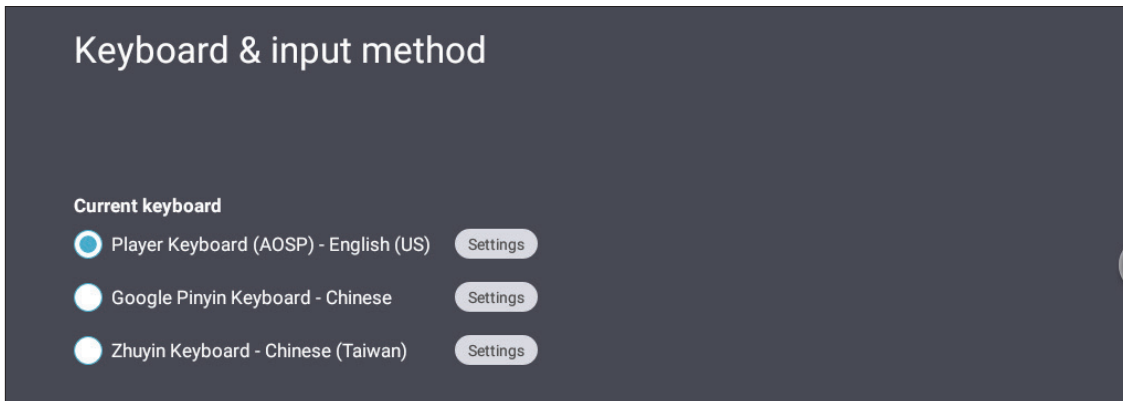 Keyboard & input method
Current keyboard
Player Keyboard (AOSP) - English (US) Settings
Google Pinyin Keyboard - Chinese Settings
Zhuyin Keyboard - Chinese (Taiwan) Settings